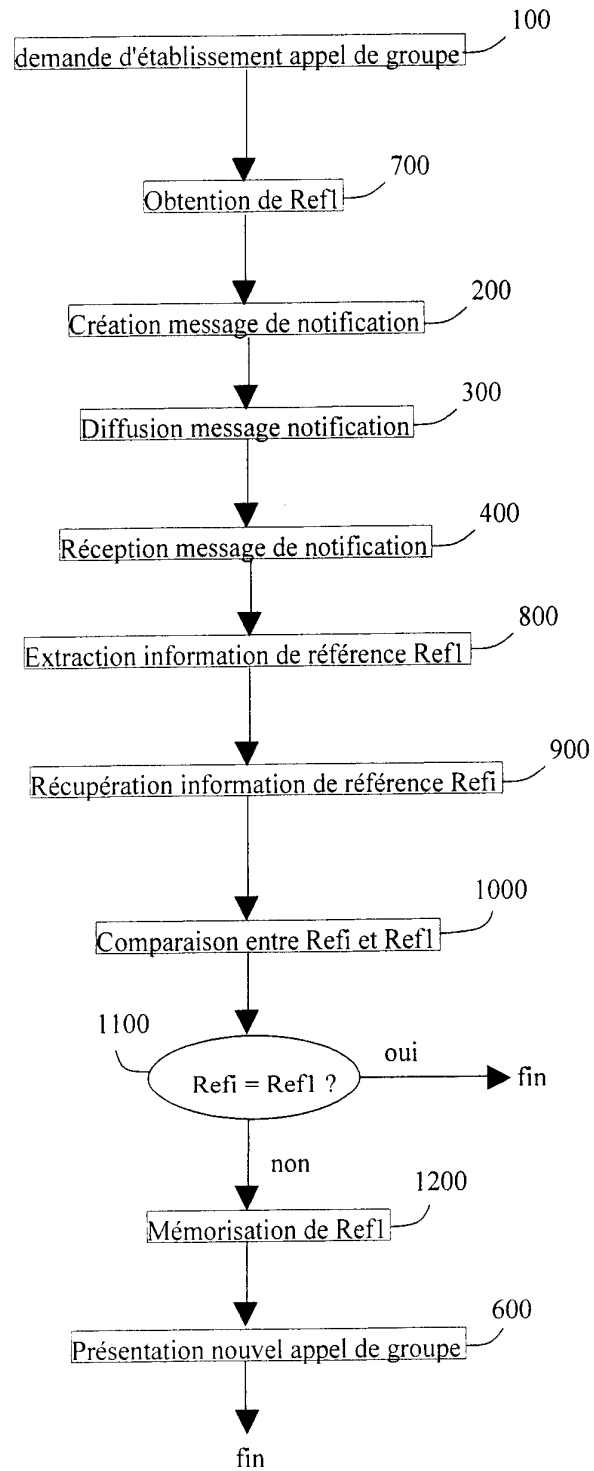 100
demande d'établissement appel de groupe
700
Obtention de Ref1
200
Création message de notification
300
Diffusion message notification
400
Réception message de notification
800
Extraction information de référence Ref1
900
Récupération information de référence Refi
1000
Comparaison entre Refi et Ref1
1100
oui
Refi = Ref1 ?
fin
non
1200
Mémorisation de Ref1
600
Présentation nouvel appel de groupe
fin